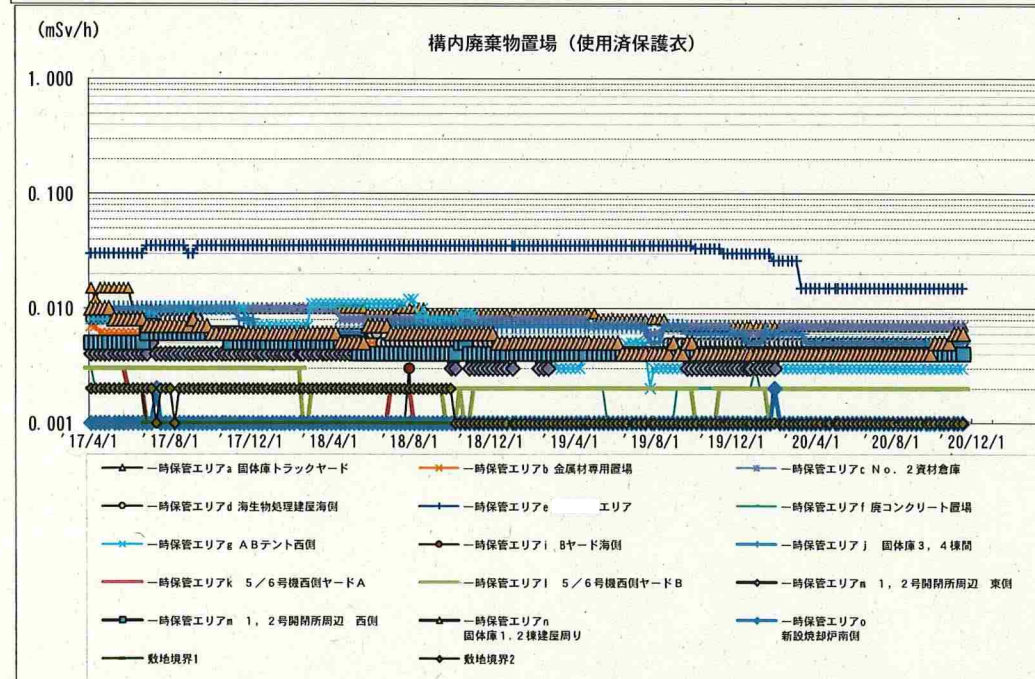 (mSv/h)
構内廃棄物置場（使用済保護衣）
1.000
0.100
0.010
0.001
'17/4/1 '17/8/1 '17/12/1 '18/4/1 '18/8/1 '18/12/1 '19/4/1 '19/8/1 '19/12/1 '20/4/1 '20/8/1 '20/12/1
一時保管エリアa 固体庫トラックヤード
一時保管エリアb 金属材専用置場
一時保管エリアc No．2資材倉庫
一時保管エリアd 海生物処理建屋海側
一時保管エリアe エリア
一時保管エリアf 廃コンクリート置場
一時保管エリアg ABテント西側
一時保管エリアi Bヤード海側
一時保管エリアj 固体庫3，4棟間
一時保管エリアk 5／6号機西側ヤードA
一時保管エリアl 5／6号機西側ヤードB
一時保管エリアm 1，2号開閉所周辺 東側
一時保管エリアm 1，2号開閉所周辺 西側
一時保管エリアn
固体庫1，2棟建屋周り
一時保管エリアo
新設焼却炉南側
敷地境界1
敷地境界2